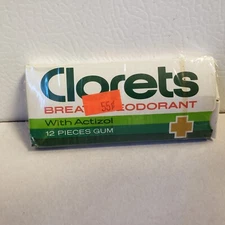 Clorets
BREA EODORANT
55¢
With Actizol
12 PIECES GUM